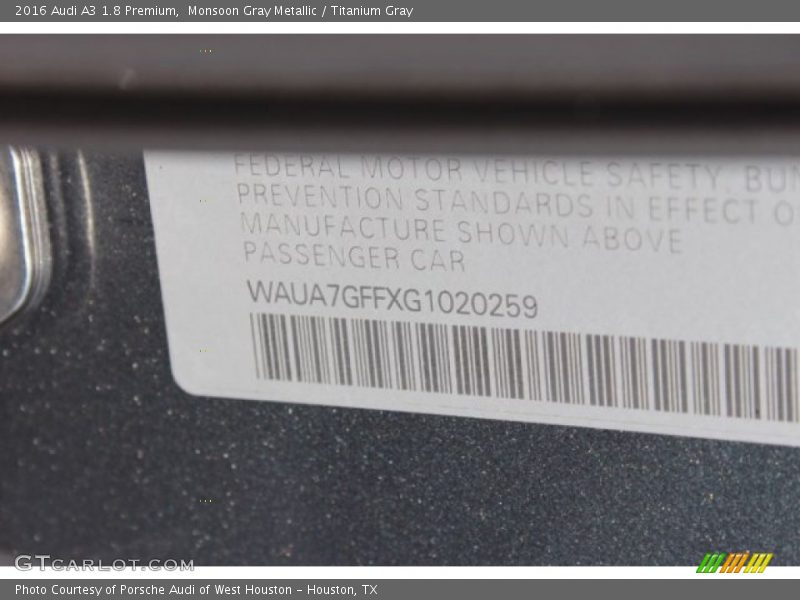 2016 Audi A3 1.8 Premium, Monsoon Gray Metallic / Titanium Gray
FEDERAL MOTOR VEHICLE SAFETY, BUM
PREVENTION STANDARDS IN EFFECT O
MANUFACTURE SHOWN ABOVE
PASSENGER CAR
WAUA7GFFXG1020259
GTCARLOT.COM
Photo Courtesy of Porsche Audi of West Houston - Houston, TX